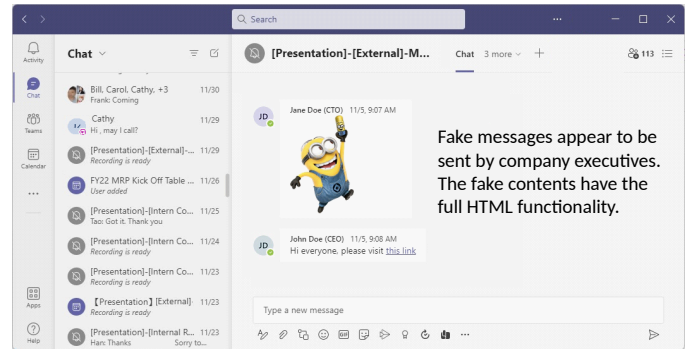 Search
Activity
Chat
Teams
Calendar
Apps
Help
Chat
Bill, Carol, Cathy, +3 11/30
Frank: Coming
Cathy 11/29
Hi , may I call?
[Presentation]-[External]-... 11/29
Recording is ready
FY22 MRP Kick Off Table ... 11/26
User added
[Presentation]-[Intern Co... 11/25
Tao: Got it. Thank you
[Presentation]-[Intern Co... 11/24
Recording is ready
[Presentation]-[Intern Co... 11/23
Recording is ready
【Presentation】[External]- 11/23
Recording is ready
[Presentation]-[Internal R... 11/23
Han: Thanks Sorry to...
[Presentation]-[External]-M...
Chat 3 more
113
JD
Jane Doe (CTO) 11/5, 9:07 AM
JD
John Doe (CEO) 11/5, 9:08 AM
Hi everyone, please visit this link
Fake messages appear to be
sent by company executives.
The fake contents have the
full HTML functionality.
Type a new message
GIF